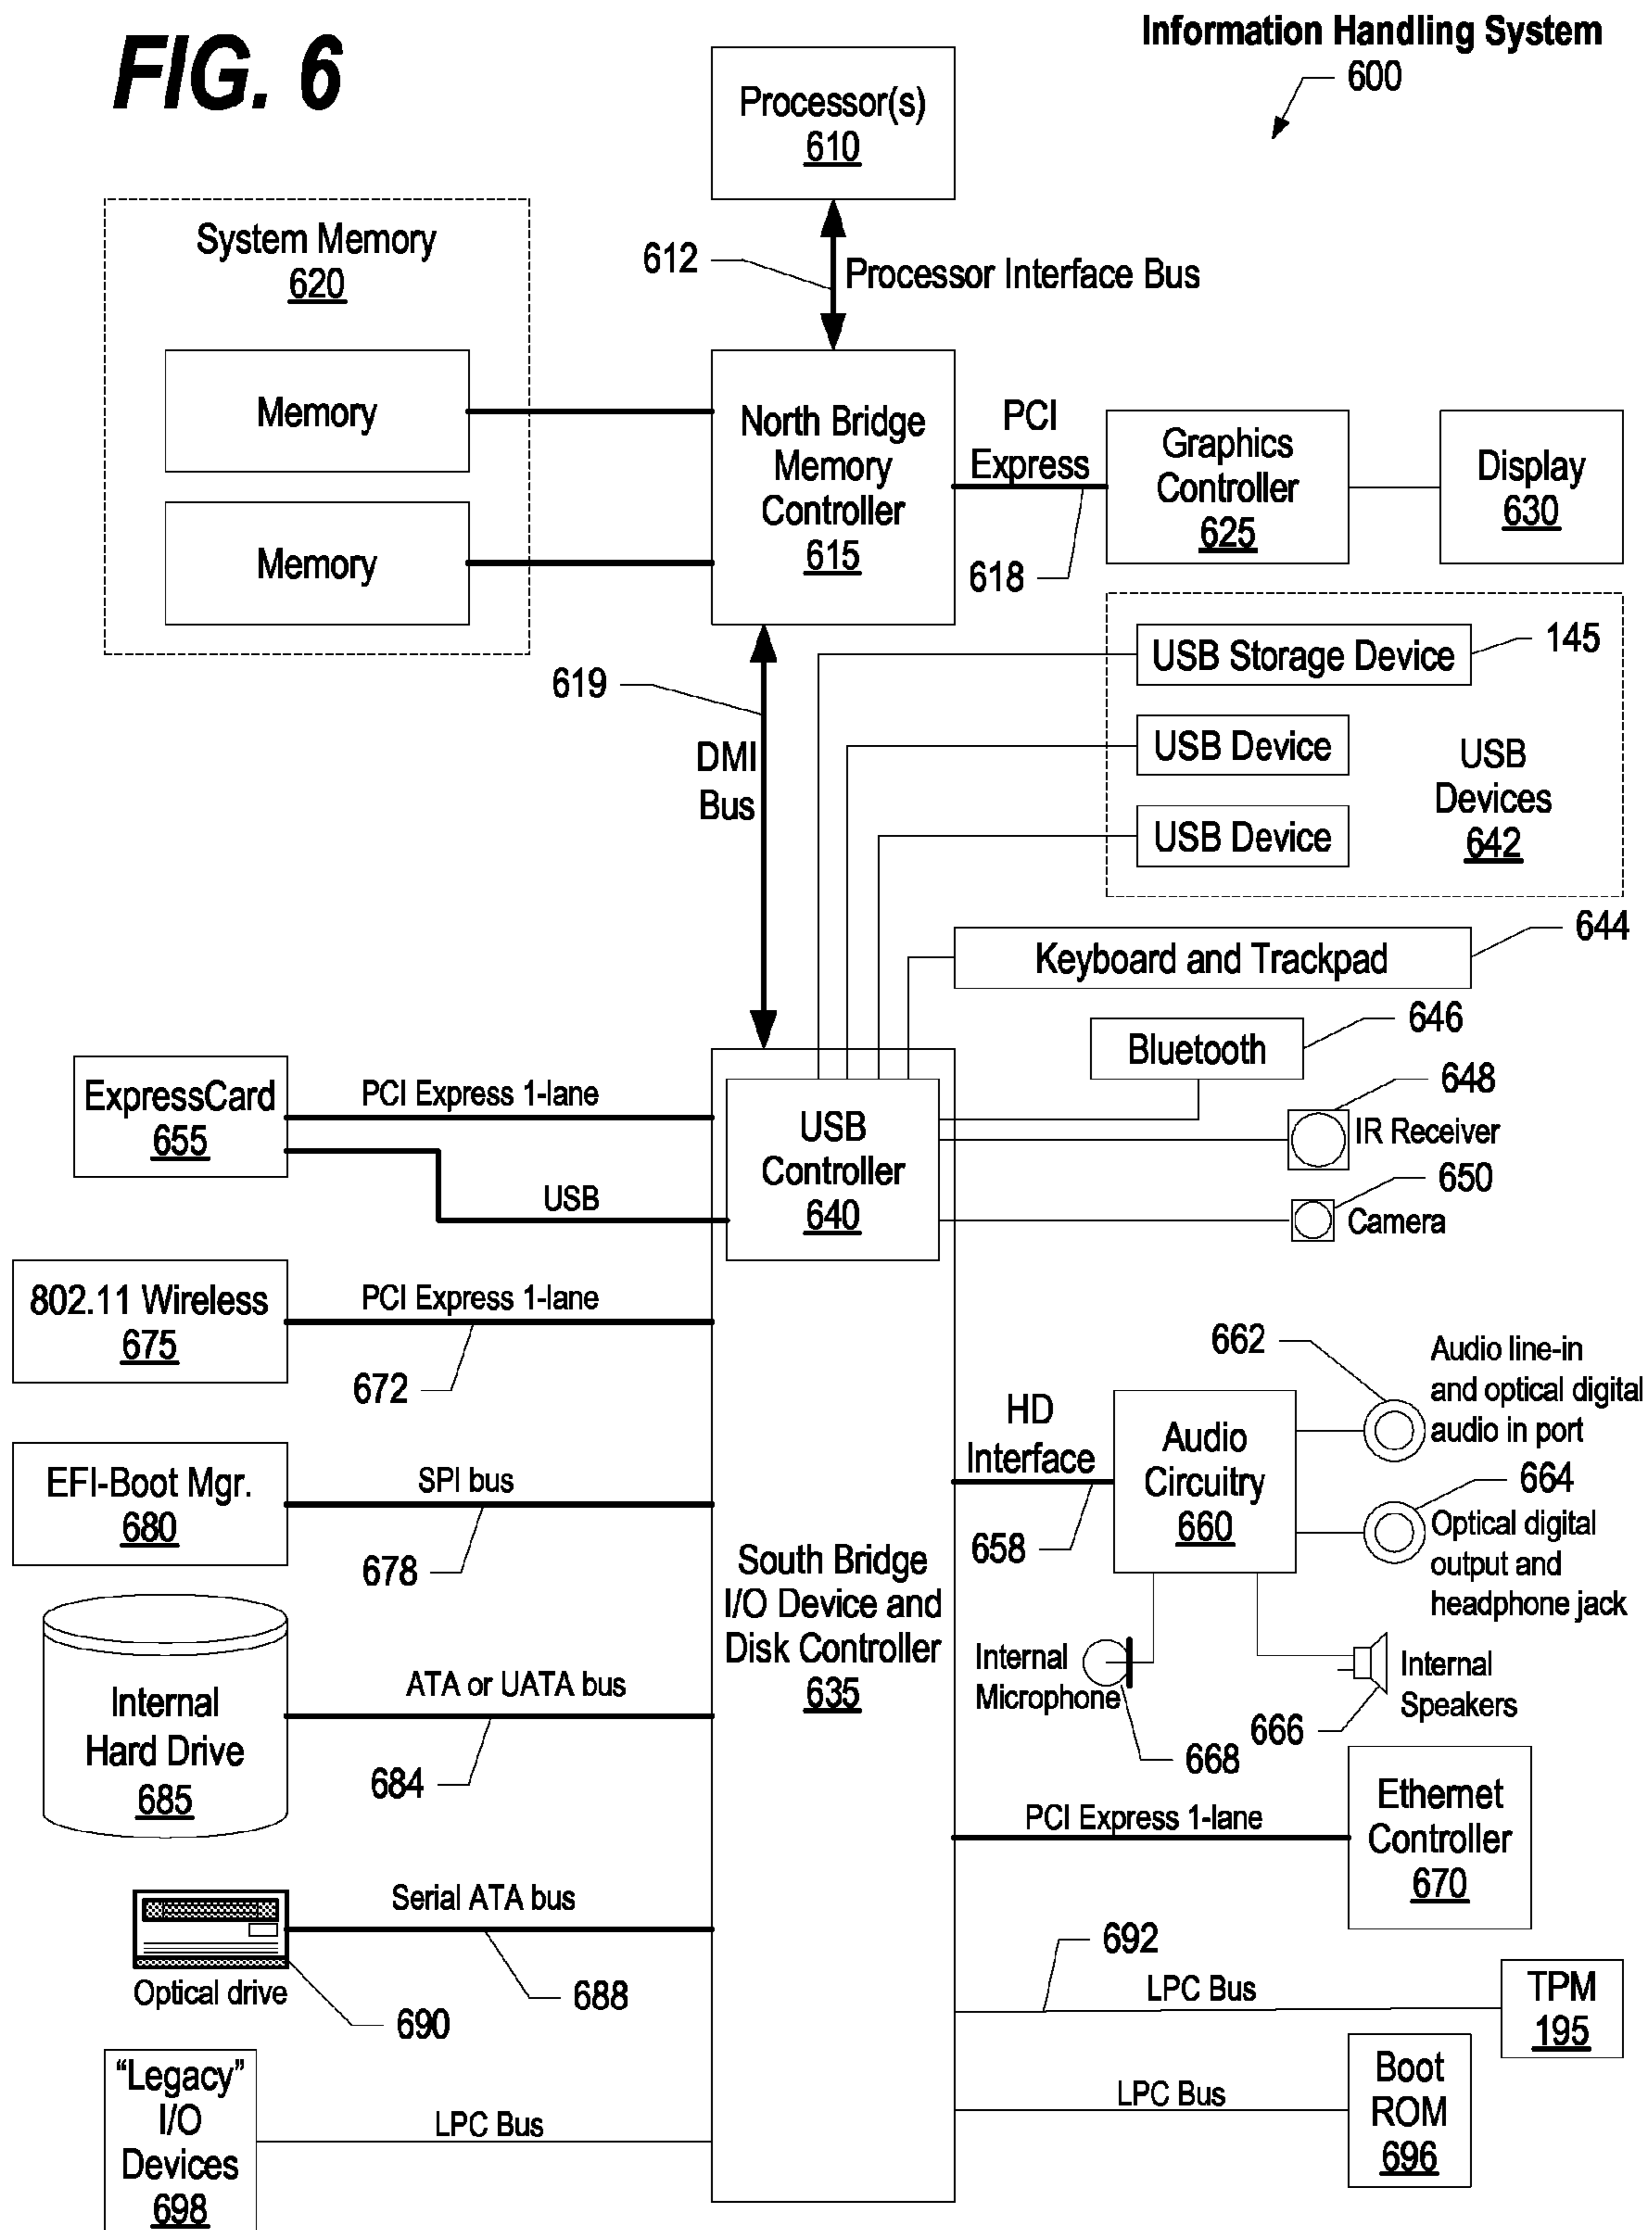 FIG. 6
Information Handling System
600
Processor(s)
610
System Memory
620
612
Processor Interface Bus
Memory
Memory
North Bridge
Memory
Controller
615
PCI
Express
618
Graphics
Controller
625
Display
630
619
DMI
Bus
USB Storage Device
145
USB Device
USB Device
USB
Devices
642
Keyboard and Trackpad
644
Bluetooth
646
648
IR Receiver
650
Camera
ExpressCard
655
PCI Express 1-lane
USB
USB
Controller
640
802.11 Wireless
675
PCI Express 1-lane
672
EFI-Boot Mgr.
680
SPI bus
678
Internal
Hard Drive
685
ATA or UATA bus
684
South Bridge
I/O Device and
Disk Controller
635
HD
Interface
658
Audio
Circuitry
660
662
Audio line-in
and optical digital
audio in port
664
Optical digital
output and
headphone jack
Internal
Microphone
668
666
Internal
Speakers
PCI Express 1-lane
Ethernet
Controller
670
Optical drive
690
Serial ATA bus
688
692
LPC Bus
TPM
195
LPC Bus
Boot
ROM
696
“Legacy”
I/O
Devices
698
LPC Bus